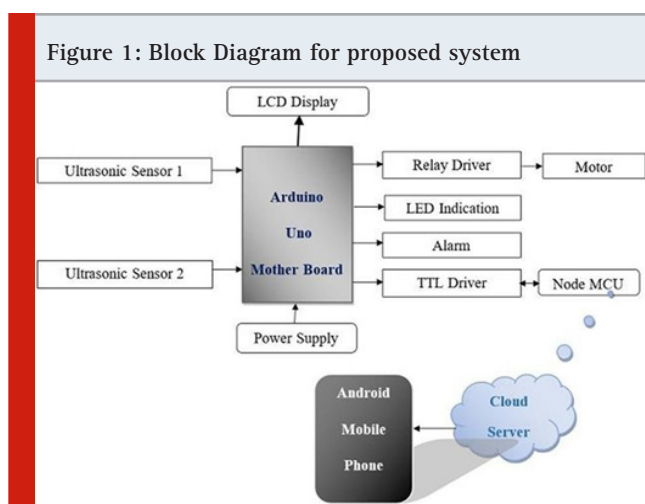 Figure 1: Block Diagram for proposed system
LCD Display
Ultrasonic Sensor 1
Arduino
Uno
Mother Board
Relay Driver
Motor
LED Indication
Alarm
Ultrasonic Sensor 2
TTL Driver
Node MCU
Power Supply
Android
Mobile
Phone
Cloud
Server